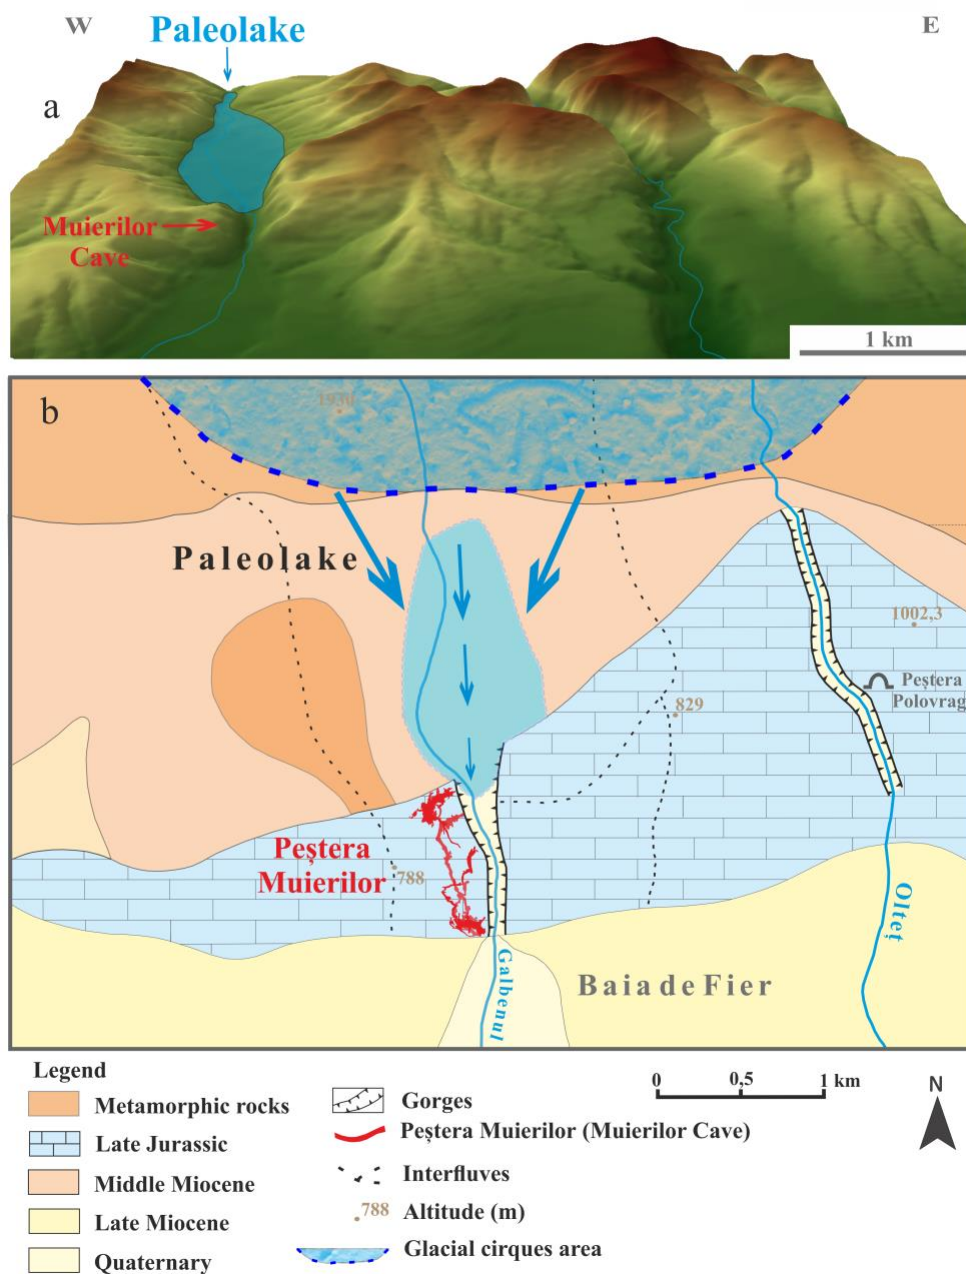 W
Paleolake
E
a
Muierilor
Cave
1 km
b
1930
Paleolake
1002,3
Peștera
Polovrag
829
Peștera
Muierilor
788
Olteț
Galbenul
Baia de Fier
Legend
Metamorphic rocks
Late Jurassic
Middle Miocene
Late Miocene
Quaternary
Gorges
Peștera Muierilor (Muierilor Cave)
Interfluves
788 Altitude (m)
Glacial cirques area
0 0,5 1 km
N